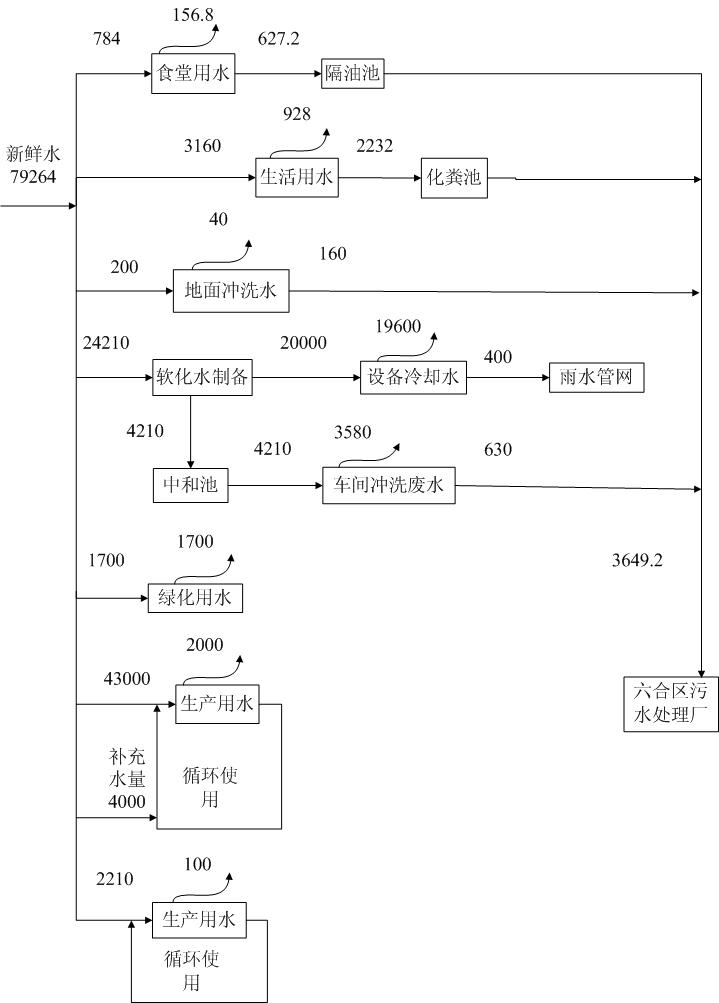 156.8
784
627.2
食堂用水
隔油池
928
新鲜水
79264
3160
2232
生活用水
化粪池
40
200
160
地面冲洗水
19600
24210
20000
400
软化水制备
设备冷却水
雨水管网
4210
4210
3580
630
中和池
车间冲洗废水
1700
1700
3649.2
绿化用水
2000
43000
生产用水
六合区污
水处理厂
补充
水量
4000
循环使
用
100
2210
生产用水
循环使
用